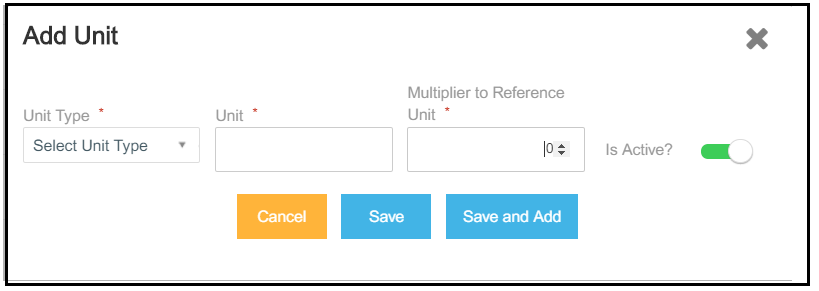 Add Unit
Multiplier to Reference
Unit Type * Unit * Unit *
Select Unit Type 0 Is Active?
Cancel Save Save and Add